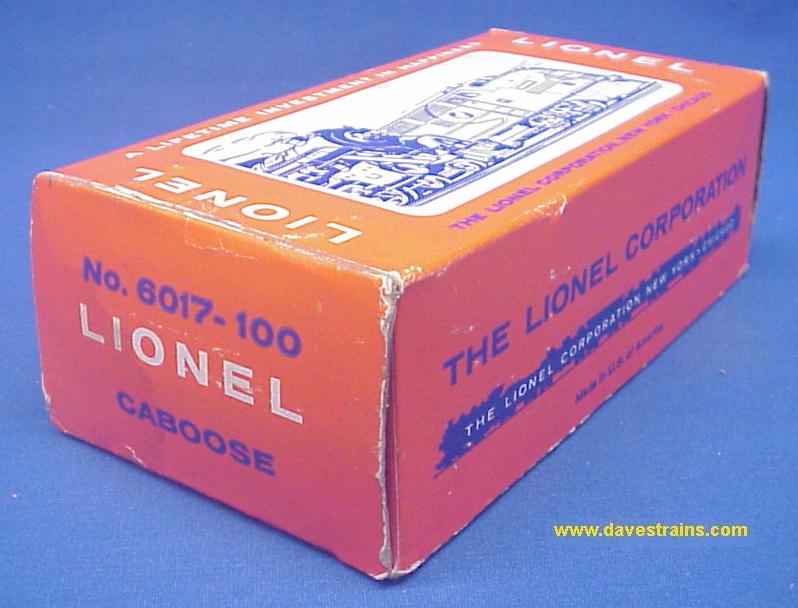 LIONEL
A LIFETIME INVESTMENT IN HAPPINESS
THE LIONEL CORPORATION, NEW YORK / CHICAGO
LIONEL
No. 6017-100
LIONEL
CABOOSE
THE LIONEL CORPORATION
THE LIONEL CORPORATION NEW YORK•CHICAGO
Made in U.S. of America
www.davestrains.com